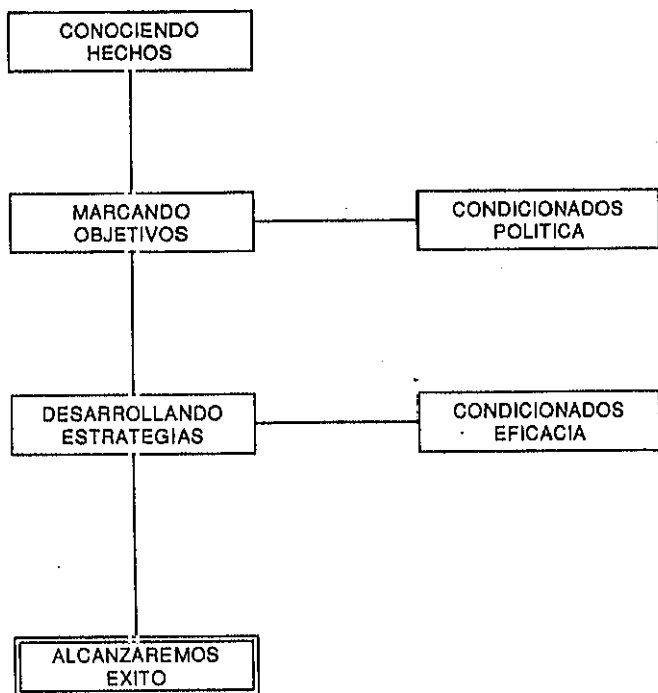 CONOCIENDO
HECHOS
MARCANDO
OBJETIVOS
CONDICIONADOS
POLITICA
DESARROLLANDO
ESTRATEGIAS
CONDICIONADOS
EFICACIA
ALCANZAREMOS
EXITO